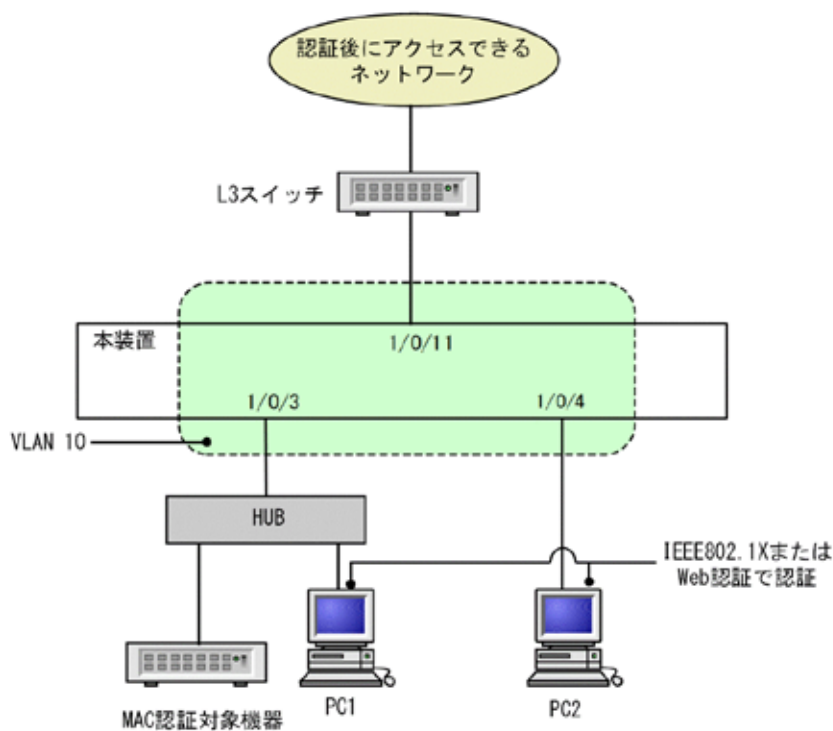 認証後にアクセスできる
ネットワーク
L3スイッチ
本装置
1/0/11
1/0/3
1/0/4
VLAN 10
HUB
IEEE802.1Xまたは
Web認証で認証
MAC認証対象機器
PC1
PC2